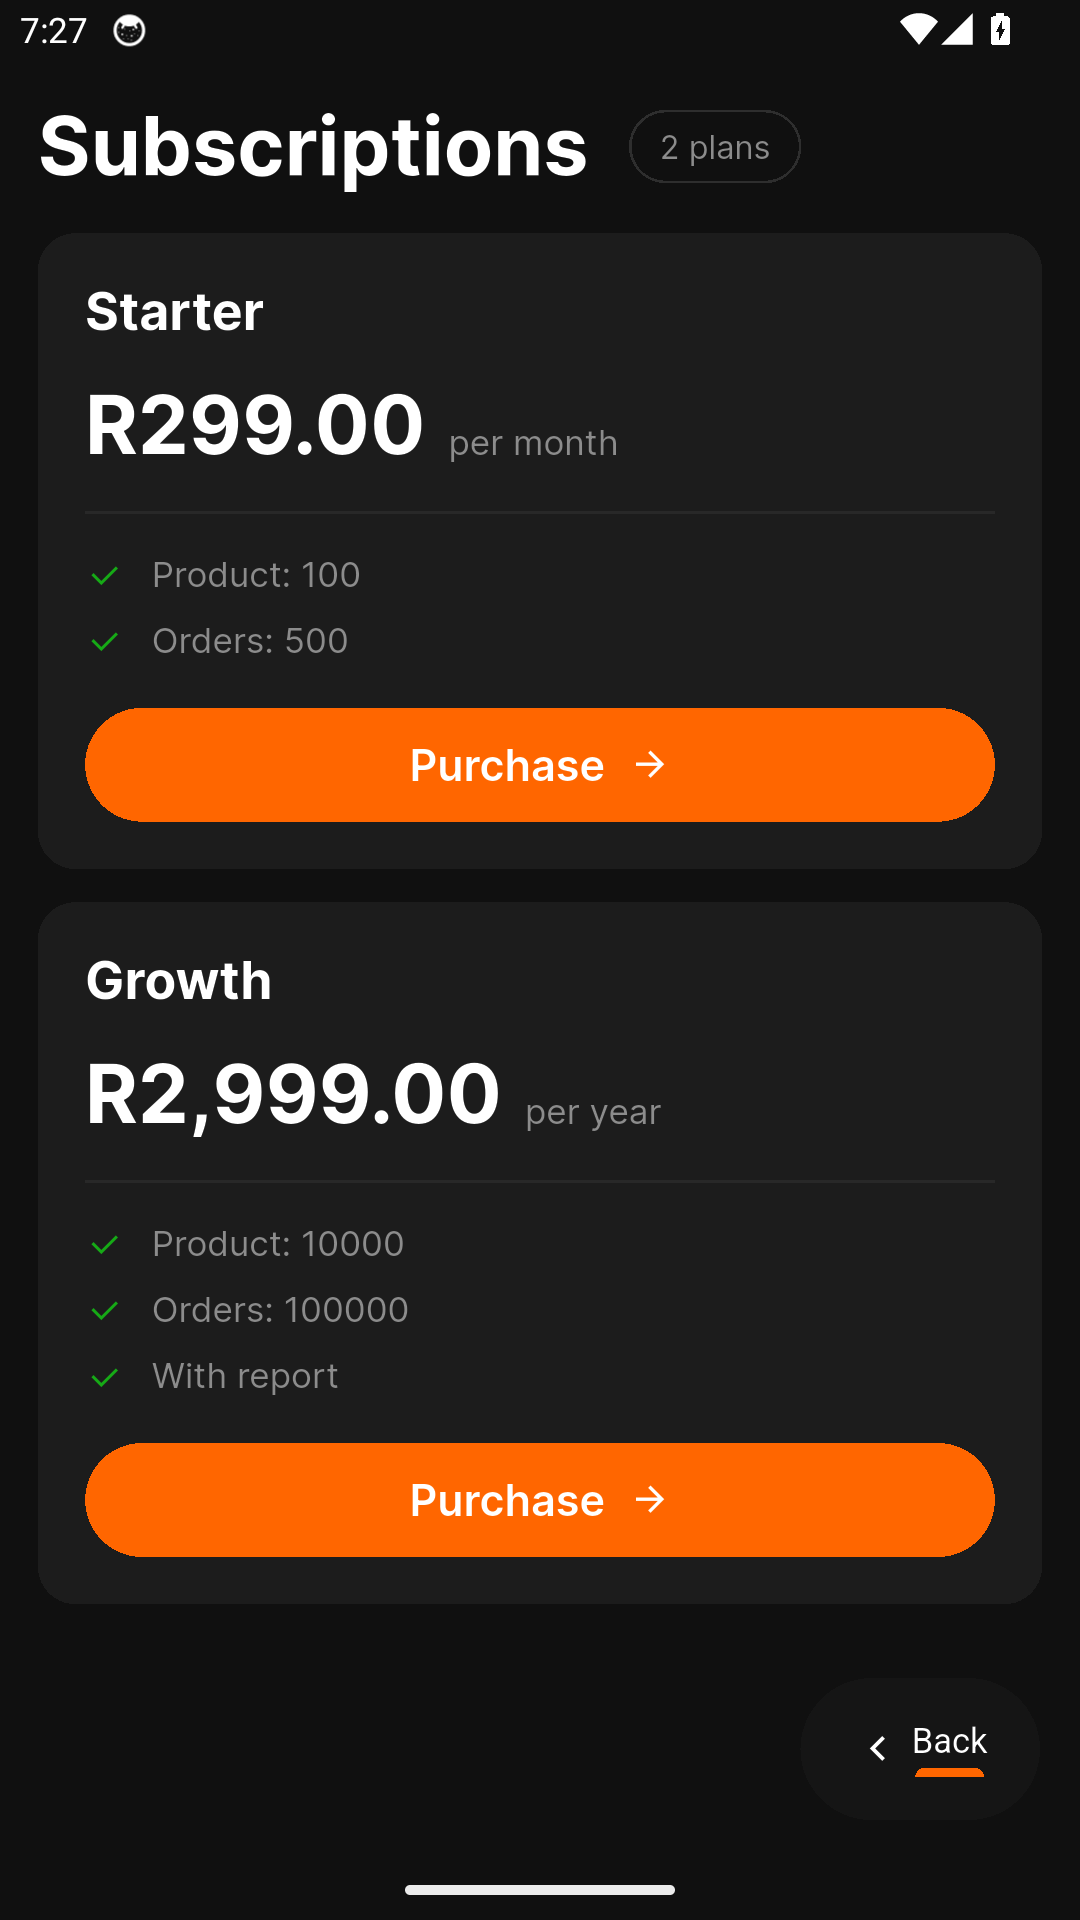 7:27
Subscriptions
2 plans
Starter
R299.00 per month
Product: 100
Orders: 500
Purchase
Growth
R2,999.00 per year
Product: 10000
Orders: 100000
With report
Purchase
Back